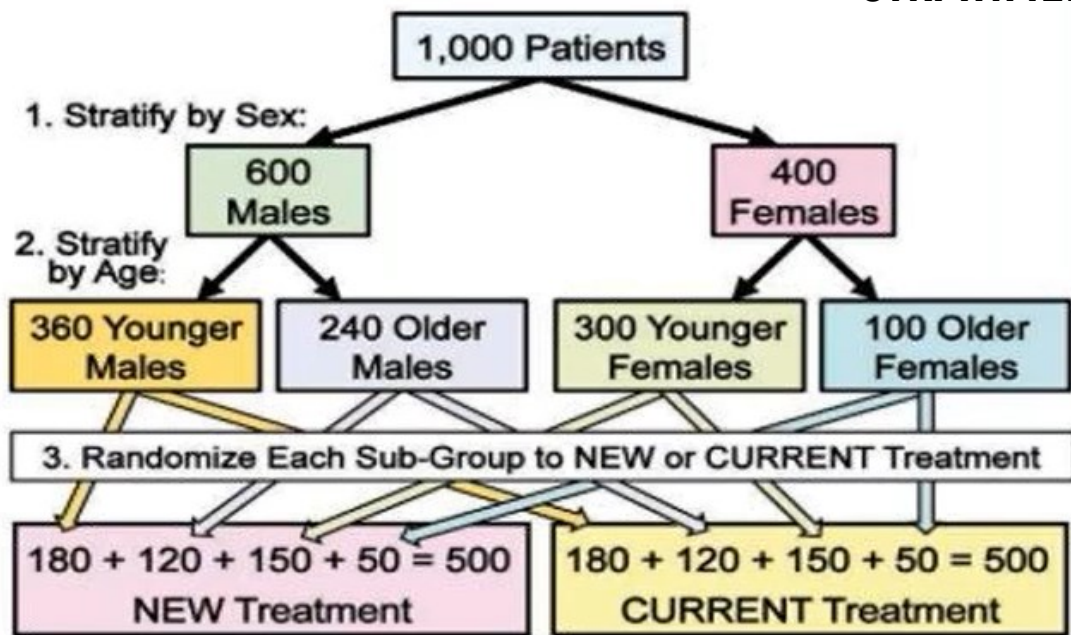 1,000 Patients
1. Stratify by Sex:
600
Males
400
Females
2. Stratify
by Age:
360 Younger
Males
240 Older
Males
300 Younger
Females
100 Older
Females
3. Randomize Each Sub-Group to NEW or CURRENT Treatment
180 + 120 + 150 + 50 = 500
NEW Treatment
180 + 120 + 150 + 50 = 500
CURRENT Treatment